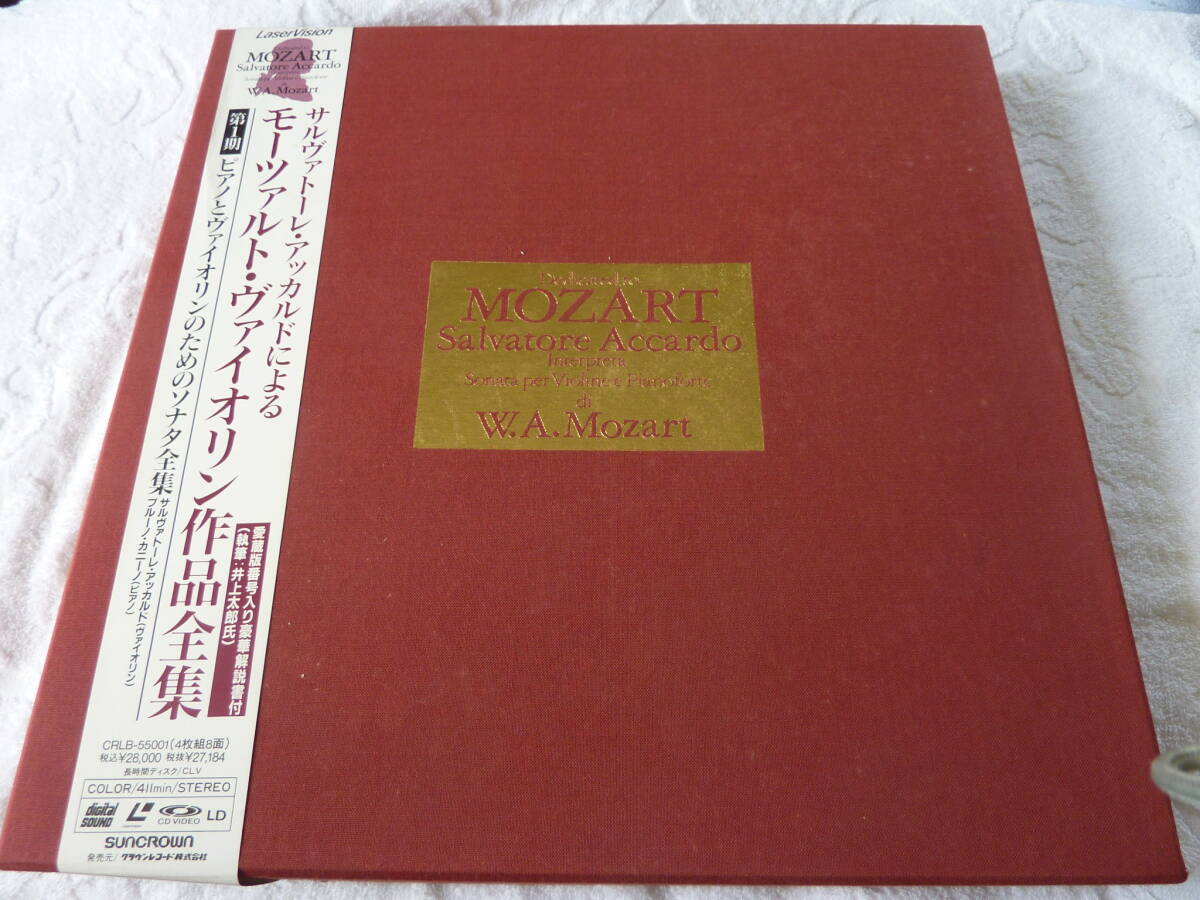 LaserVision
Dedicated to
MOZART
Salvatore Accardo
W.A.Mozart
サルヴァトーレ・アッカルドによる
モーツァルト・ヴァイオリン作品全集
第1期
ピアノとヴァイオリンのためのソナタ全集
サルヴァトーレ・アッカルド(ヴァイオリン)
ブルーノ・カニーノ(ピアノ)
愛蔵版番号入り豪華解説書付
(執筆:井上太郎氏)
CRLB-55001(4枚組8面)
税込¥28,000 税抜¥27,184
長時間ディスク/CLV
COLOR/411min/STEREO
digital SOUND
CD VIDEO
LD
SUNCROWN
発売元/クラウンレコード株式会社
Dedicated to
MOZART
Salvatore Accardo
Interpreta
Sonata per Violino e Pianoforte
di
W.A.Mozart